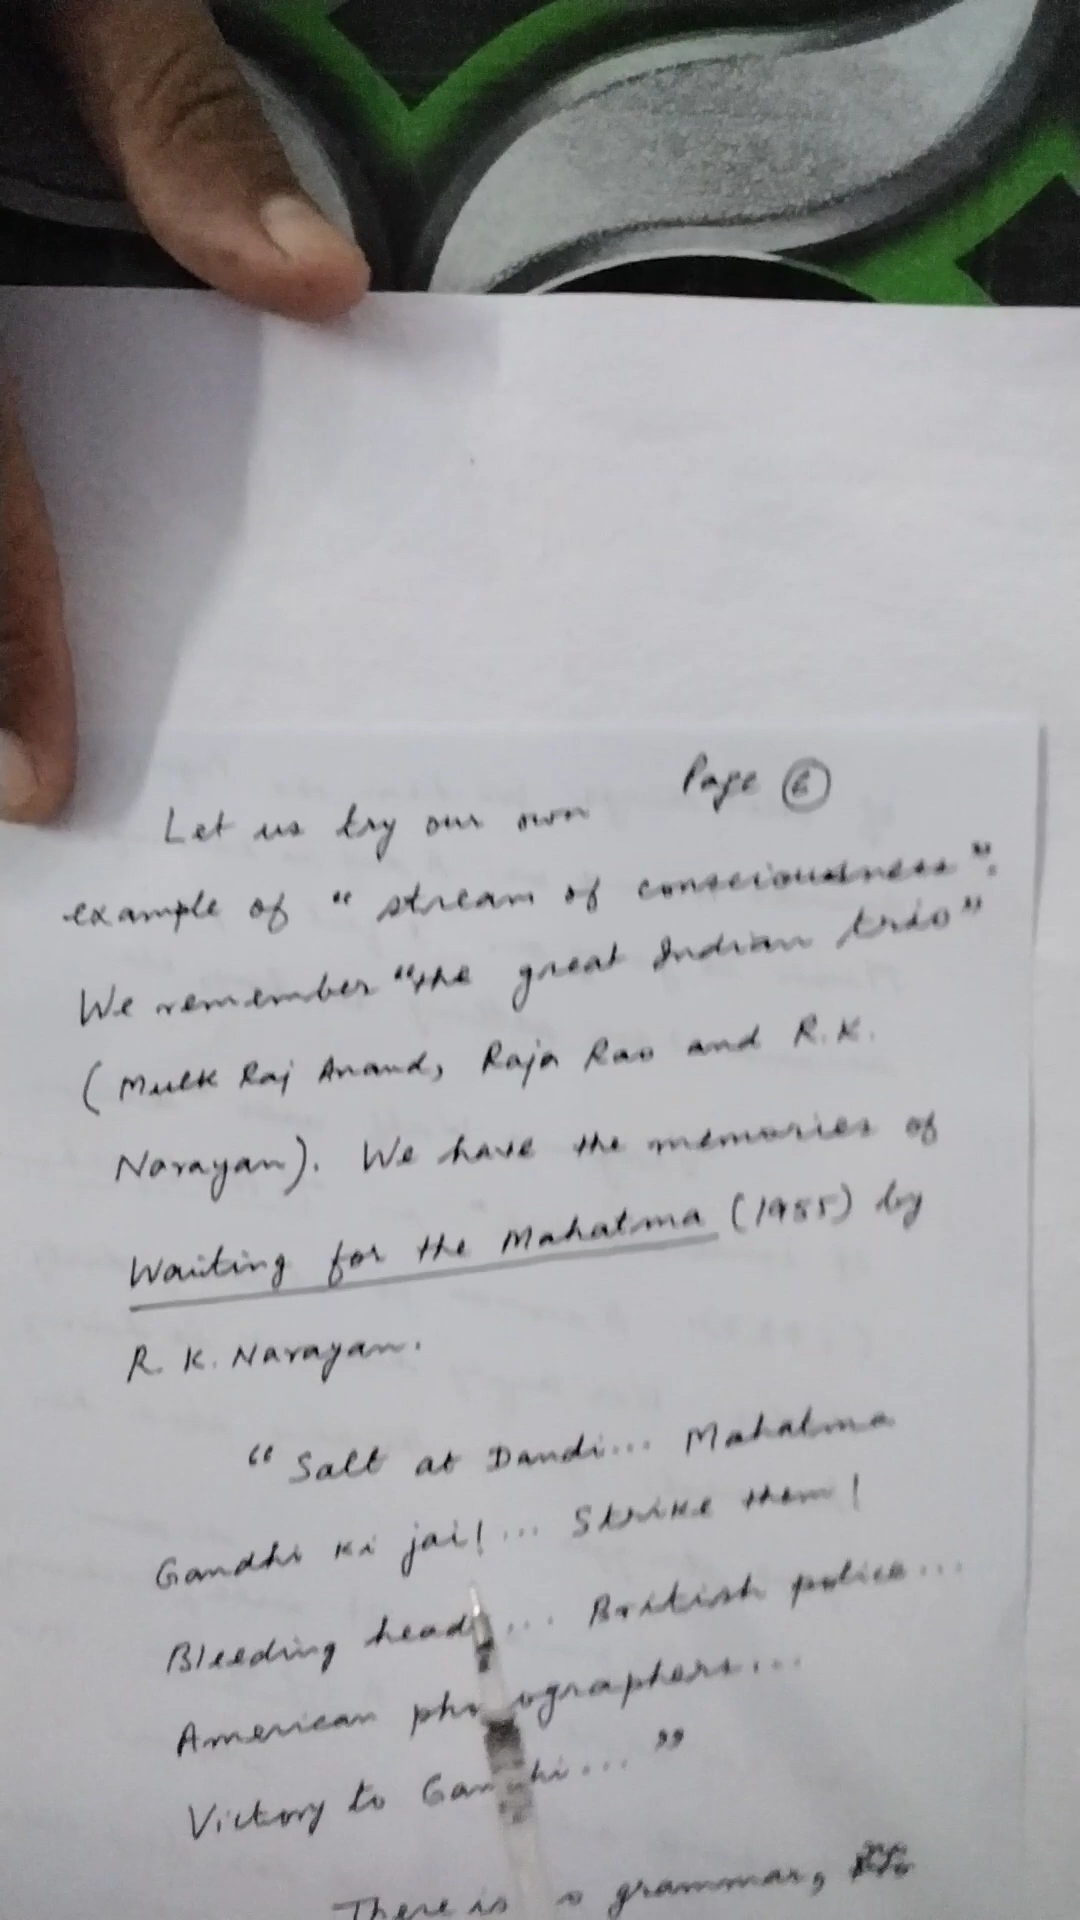 Page 6
Let us try our own
example of "stream of consciousness".
We remember "the great Indian trio"
(Mulk Raj Anand, Raja Rao and R.K.
Narayan). We have the memories of
Waiting for the Mahatma (1955) by
R. K. Narayan.
"Salt at Dandi... Mahatma
Gandhi ki jai!... Strike them!
Bleeding heads... British police...
American photographers...
Victory to Gandhi..."
There is grammar,